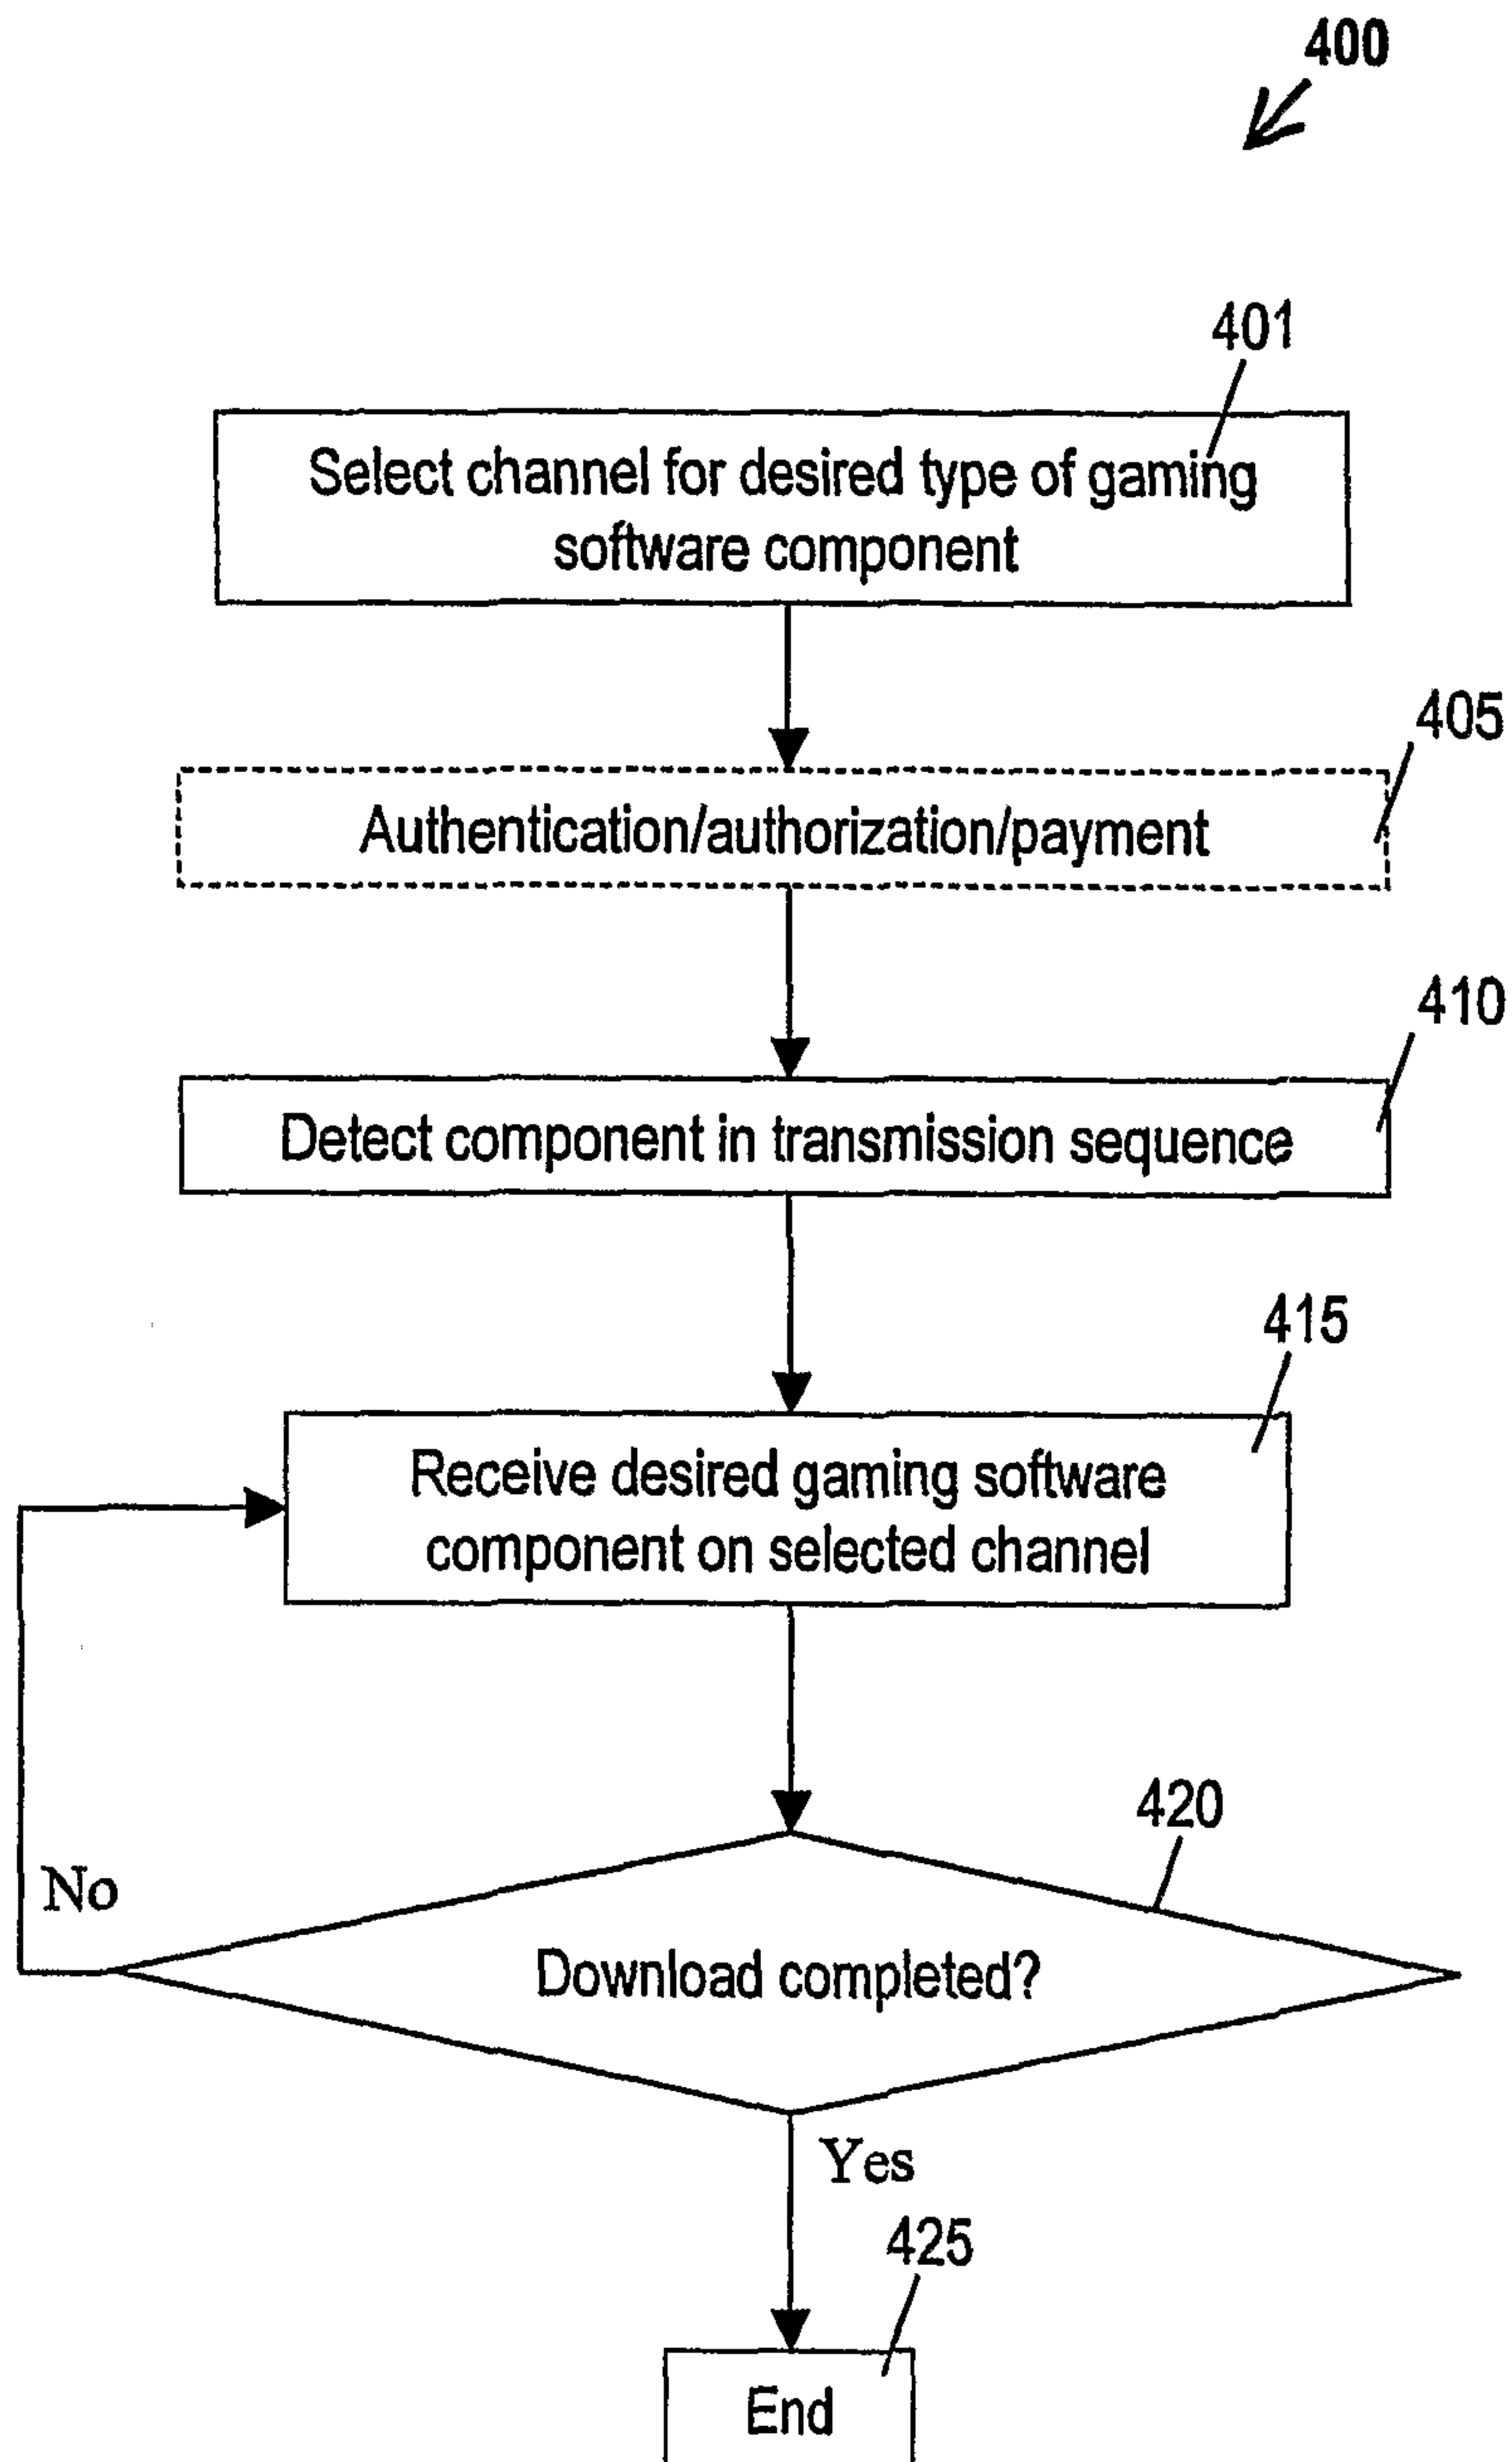 400
401
Select channel for desired type of gaming
software component
405
Authentication/authorization/payment
410
Detect component in transmission sequence
415
Receive desired gaming software
component on selected channel
420
No
Download completed?
Yes
425
End